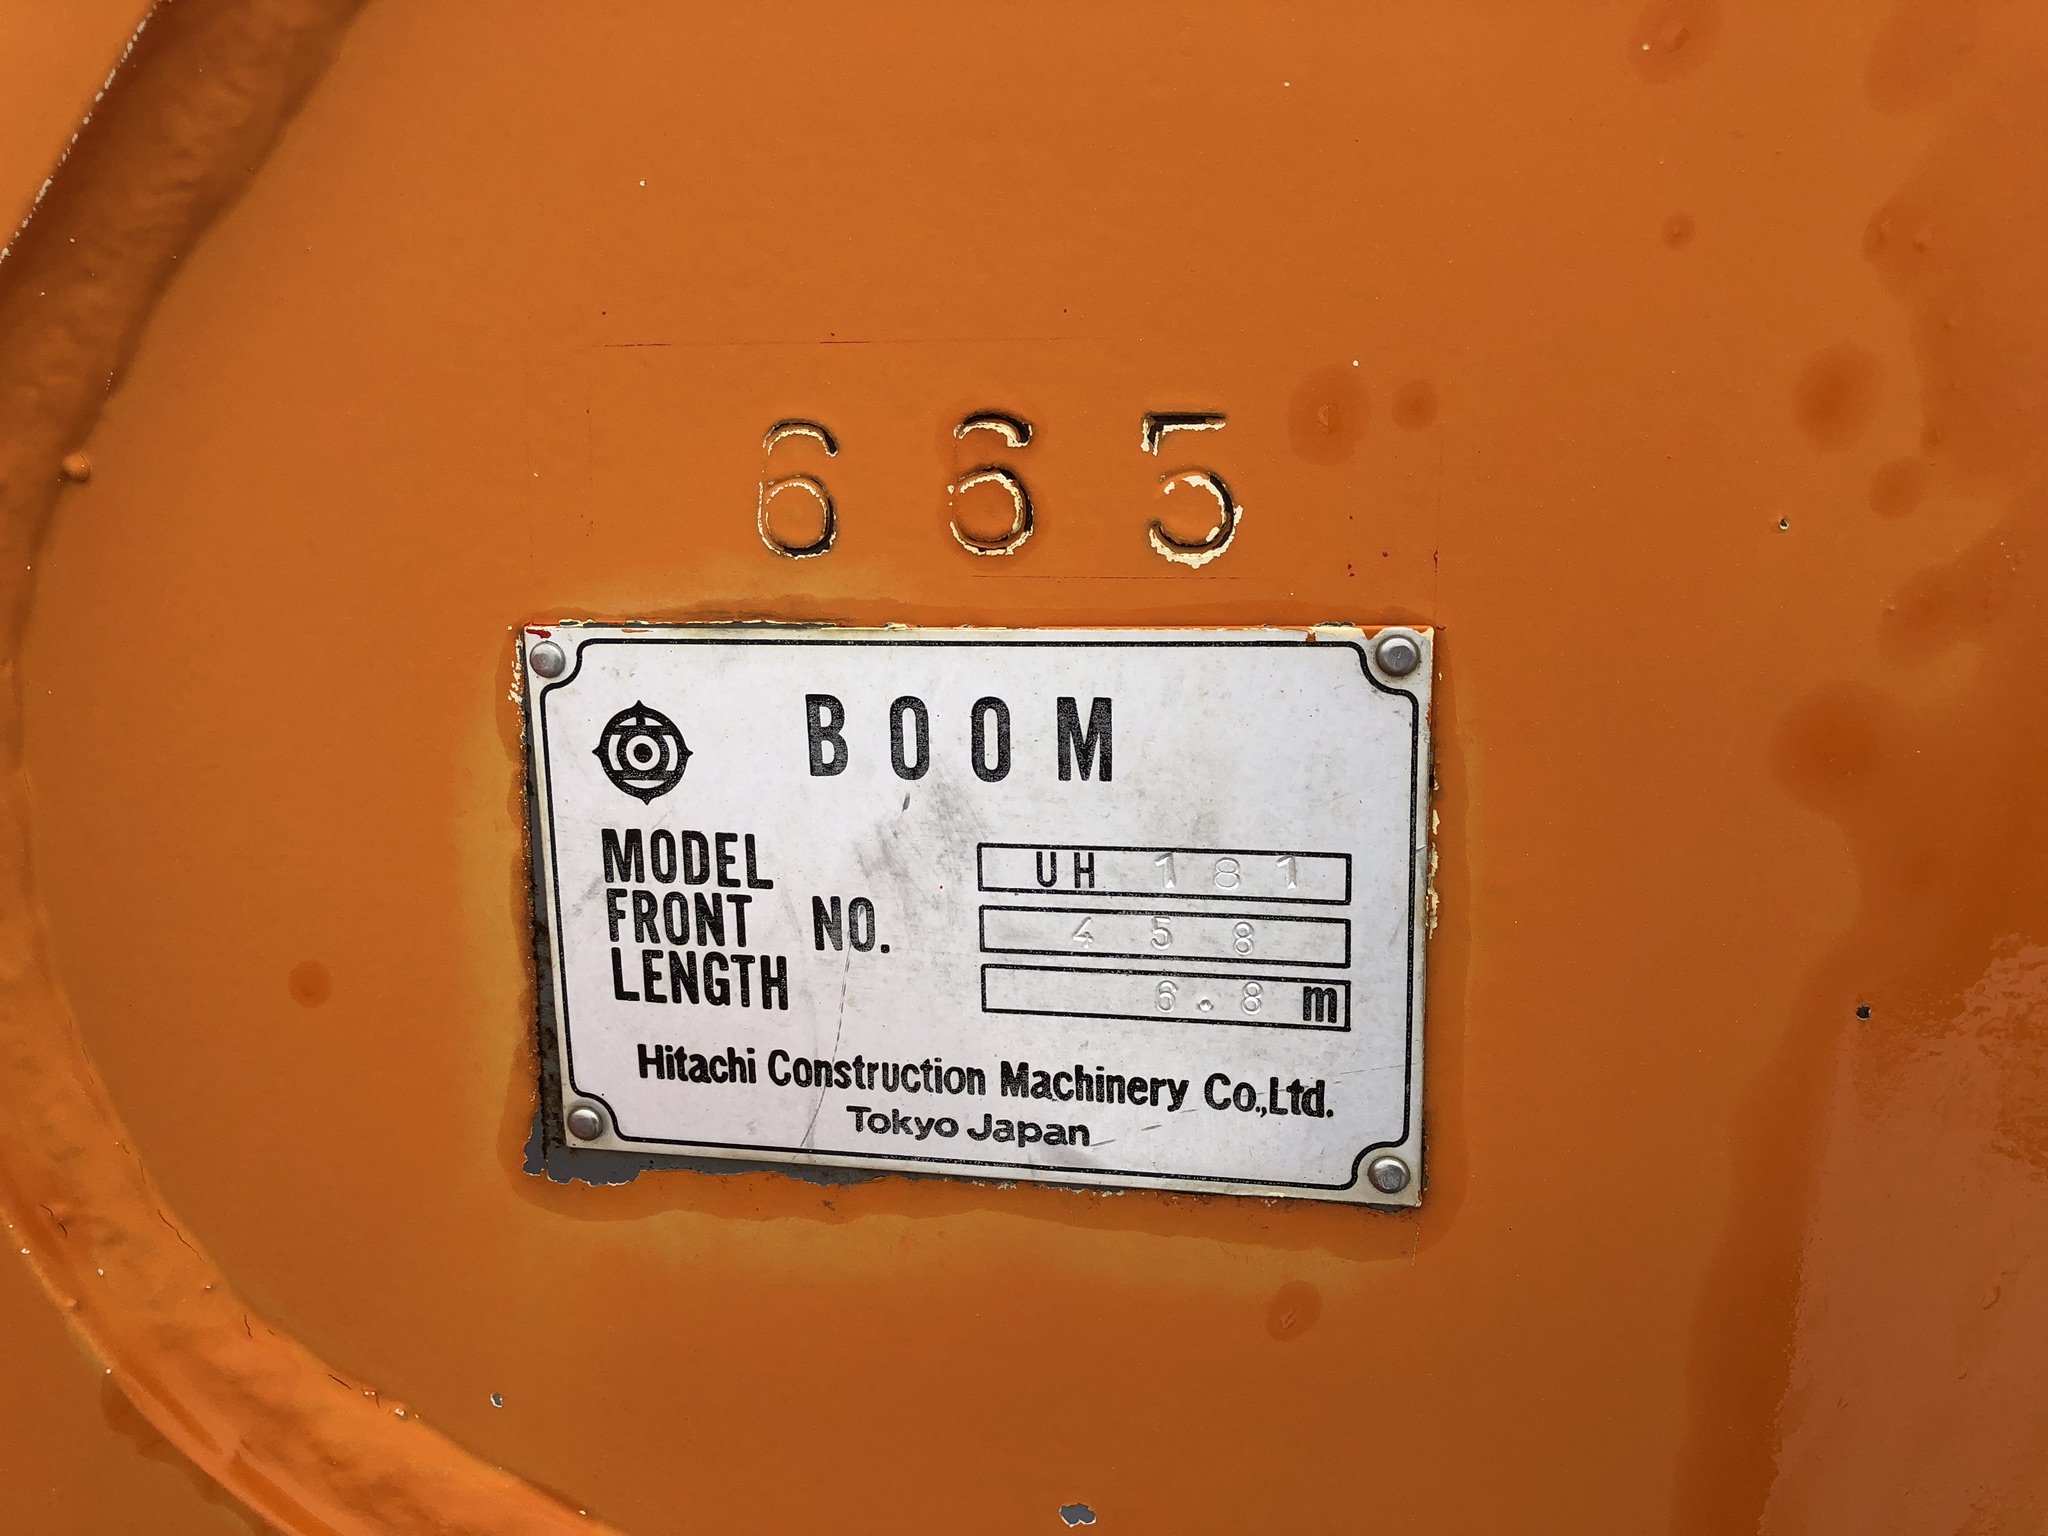 665
BOOM
MODEL UH 181
FRONT NO. 458
LENGTH 6.8 m
Hitachi Construction Machinery Co.,Ltd.
Tokyo Japan